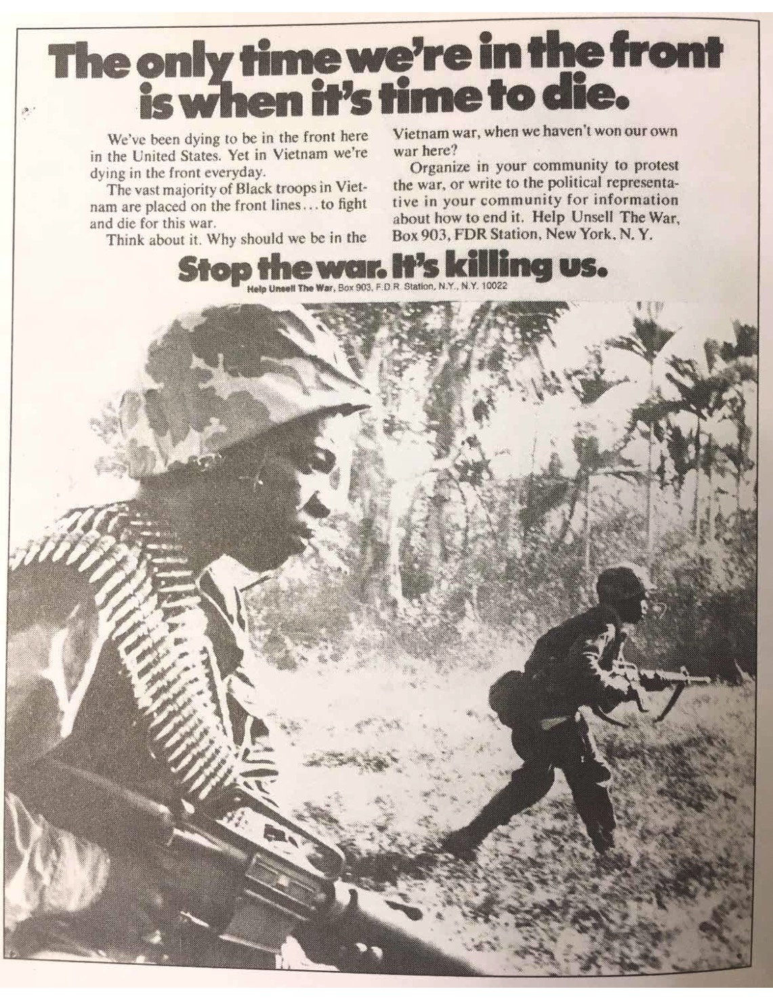 The only time we're in the front
is when it's time to die.
We've been dying to be in the front here
in the United States. Yet in Vietnam we're
dying in the front everyday.
The vast majority of Black troops in Viet-
nam are placed on the front lines...to fight
and die for this war.
Think about it. Why should we be in the
Vietnam war, when we haven't won our own
war here?
Organize in your community to protest
the war, or write to the political representa-
tive in your community for information
about how to end it. Help Unsell The War,
Box 903, FDR Station, New York, N. Y.
Stop the war. It's killing us.
Help Unsell The War, Box 903, F.D.R. Station, N.Y., N.Y. 10022